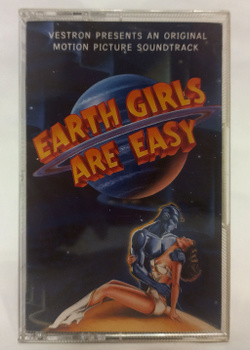 VESTRON PRESENTS AN ORIGINAL
MOTION PICTURE SOUNDTRACK
EARTH GIRLS
ARE EASY